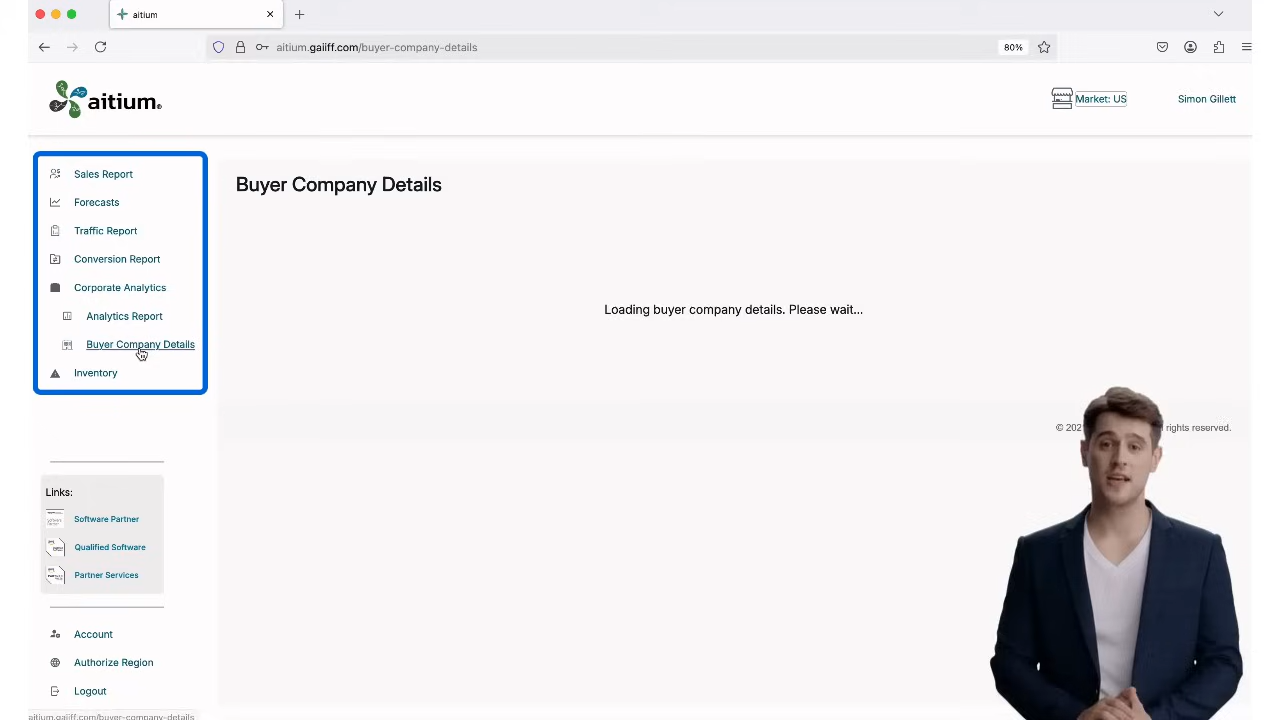 aitium
aitium.gaiiff.com/buyer-company-details
80%
aitium®
Market: US
Simon Gillett
Sales Report
Forecasts
Traffic Report
Conversion Report
Corporate Analytics
Analytics Report
Buyer Company Details
Inventory
Buyer Company Details
Loading buyer company details. Please wait...
© 202
rights reserved.
Links:
Software Partner
Qualified Software
Partner Services
Account
Authorize Region
Logout
aitium.gaiiff.com/buyer-company-details